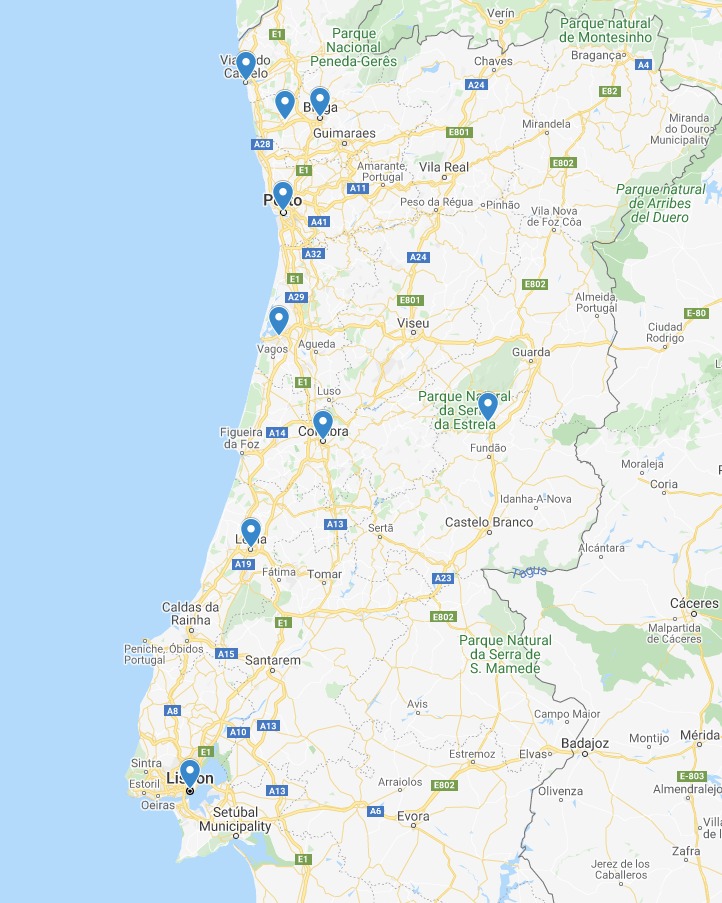 Verín
Parque natural
de Montesinho
E1
Parque
Nacional
Peneda-Gerês
Bragança
Viana do
Castelo
Chaves
A4
A24
E82
Braga
Miranda
do Douro
Municipality
Mirandela
Guimaraes
E801
A28
E802
E1
Amarante,
Portugal
Vila Real
A11
Parque natural
de Arribes
del Duero
Porto
Peso da Régua
Pinhão
Vila Nova
de Foz Côa
A41
A32
A24
E1
E802
A29
E801
Almeida,
Portugal
E-80
Viseu
Ciudad
Rodrigo
Vagos
Agueda
Guarda
E1
Luso
Parque Natural
da Serra
da Estrela
Figueira
da Foz
A14
Coimbra
Fundão
Moraleja
Coria
Idanha-A-Nova
A13
Sertã
Castelo Branco
Leiria
Alcántara
A19
Fátima
Tomar
A23
Tagus
Caldas da
Rainha
E1
E802
Cáceres
Malpartida
de Cáceres
Peniche,
Portugal
Óbidos
A15
Santarem
Parque Natural
da Serra de
S. Mamede
A8
Avis
Campo Maior
A10
A13
E1
Badajoz
Montijo
Mérida
Sintra
Estremoz
Elvas
Lisbon
E-803
Estoril
A13
Arraiolos
E802
Olivenza
Almendralejo
Oeiras
A6
Setúbal
Municipality
Evora
Zafra
E1
Jerez de los
Caballeros